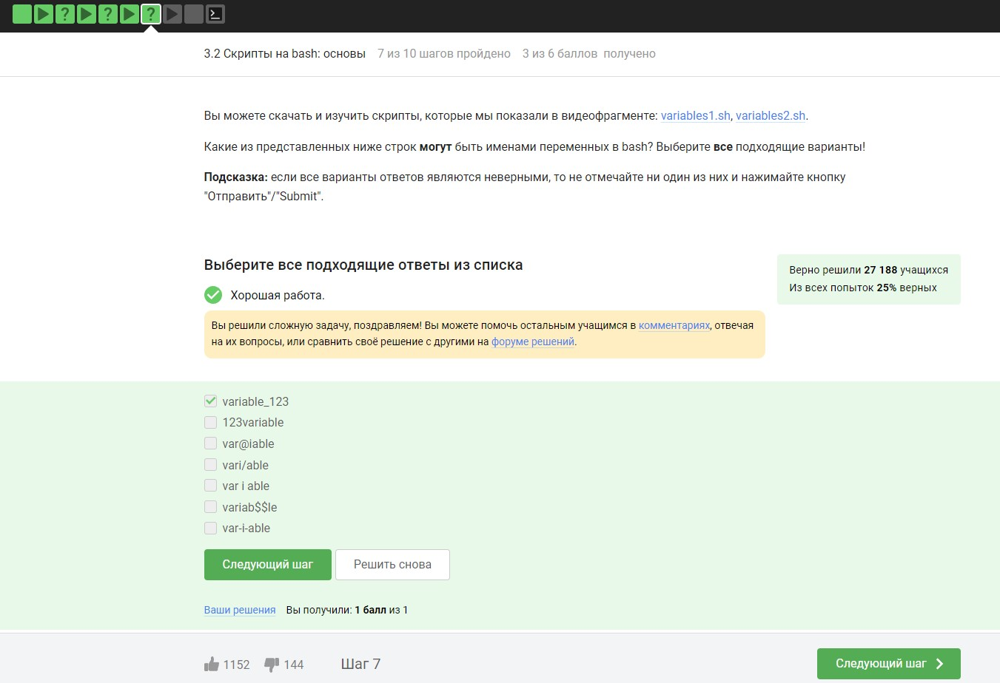 3.2 Скрипты на bash: основы 7 из 10 шагов пройдено 3 из 6 баллов получено
Вы можете скачать и изучить скрипты, которые мы показали в видеофрагменте: variables1.sh, variables2.sh.
Какие из представленных ниже строк могут быть именами переменных в bash? Выберите все подходящие варианты!
Подсказка: если все варианты ответов являются неверными, то не отмечайте ни один из них и нажимайте кнопку
"Отправить"/"Submit".
Выберите все подходящие ответы из списка
Хорошая работа.
Верно решили 27 188 учащихся
Из всех попыток 25% верных
Вы решили сложную задачу, поздравляем! Вы можете помочь остальным учащимся в комментариях, отвечая
на их вопросы, или сравнить своё решение с другими на форуме решений.
variable_123
123variable
var@iable
vari/able
var i able
variab$$le
var-i-able
Следующий шаг Решить снова
Ваши решения Вы получили: 1 балл из 1
1152 144 Шаг 7 Следующий шаг